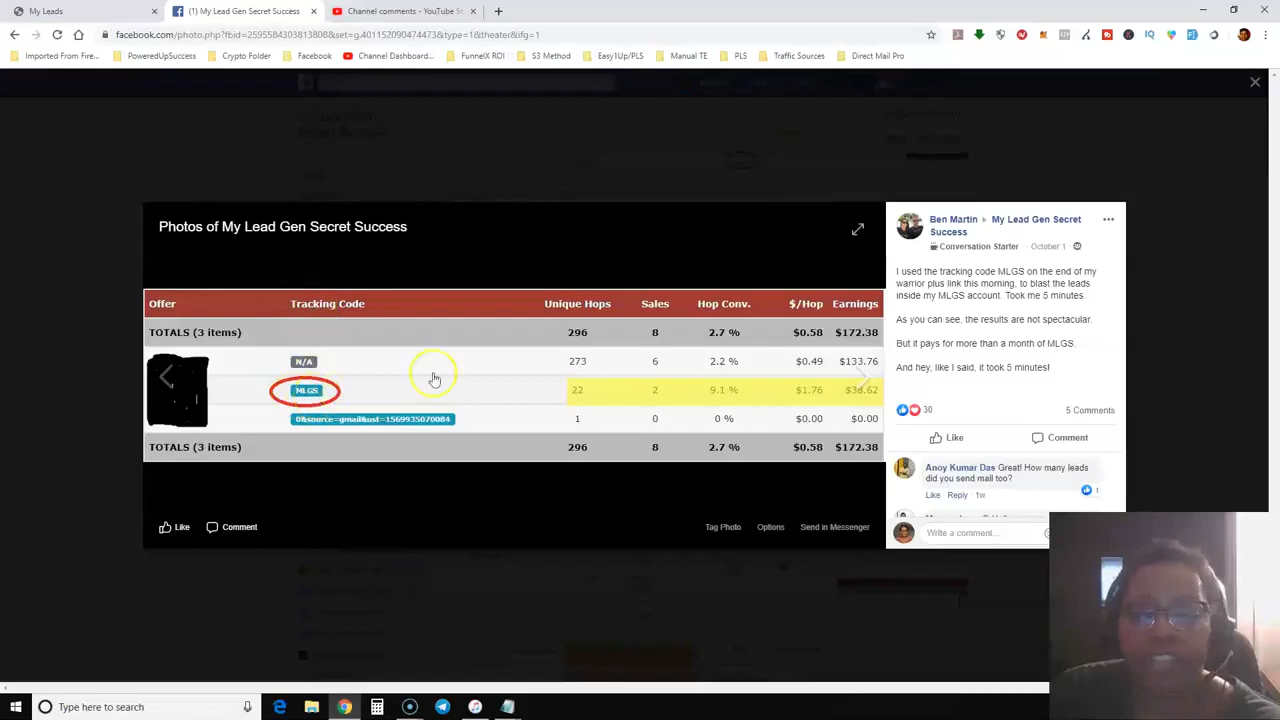 My Leads
(1) My Lead Gen Secret Success
Channel comments - YouTube S
facebook.com/photo.php?fbid=2595584303813808&set=g.401152090474473&type=1&theater&ifg=1
Imported From Fire...
PoweredUpSuccess
Crypto Folder
Facebook
Channel Dashboard...
FunnelX ROI
S3 Method
Easy1Up/PLS
Manual TE
PLS
Traffic Sources
Direct Mail Pro
Photos of My Lead Gen Secret Success
Offer Tracking Code Unique Hops Sales Hop Conv. $/Hop Earnings
TOTALS (3 items) 296 8 2.7 % $0.58 $172.38
N/A 273 6 2.2 % $0.49 $133.76
MLGS 22 2 9.1 % $1.76 $38.62
0&source=gmail&ust=1569935070084 1 0 0 % $0.00 $0.00
TOTALS (3 items) 296 8 2.7 % $0.58 $172.38
Like Comment
Tag Photo Options Send in Messenger
Ben Martin ▸ My Lead Gen Secret
Success
Conversation Starter · October 1 ·
I used the tracking code MLGS on the end of my
warrior plus link this morning, to blast the leads
inside my MLGS account. Took me 5 minutes.
As you can see, the results are not spectacular.
But it pays for more than a month of MLGS.
And hey, like I said, it took 5 minutes!
30 5 Comments
Like Comment
Anoy Kumar Das Great! How many leads
did you send mail too?
Like Reply 1w
1
Write a comment...
Type here to search